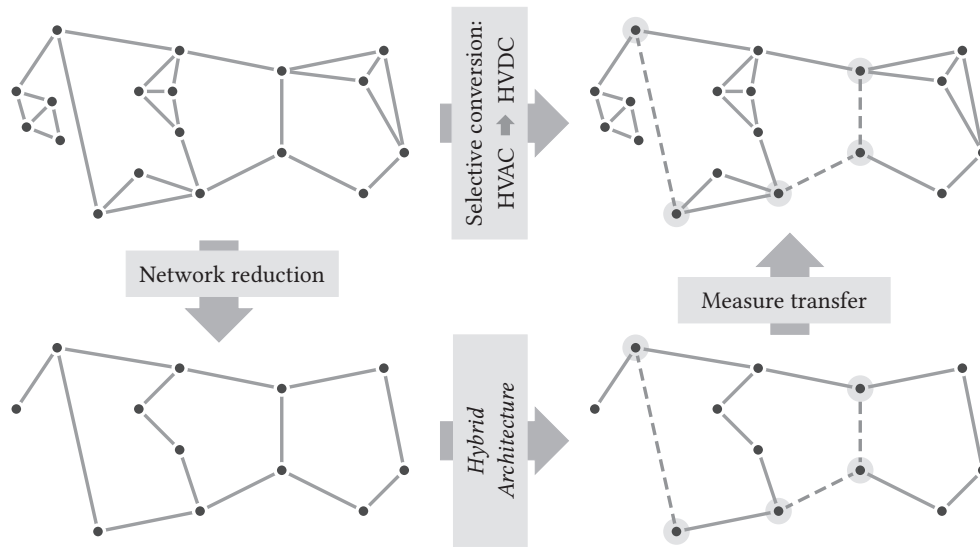 Selective conversion:
HVAC → HVDC
Network reduction
Measure transfer
Hybrid
Architecture